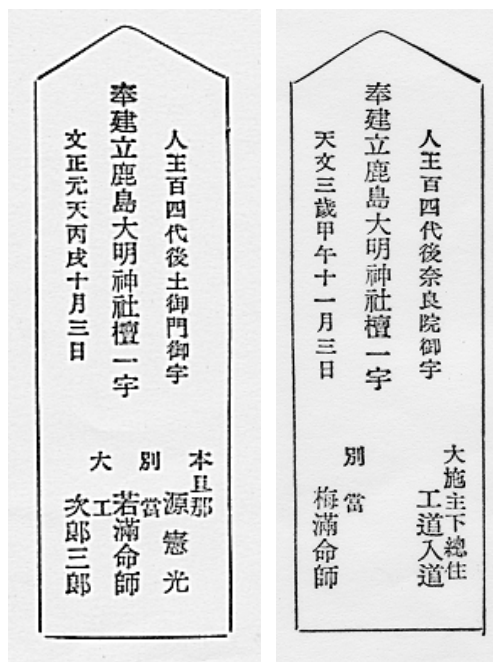 人王百四代後土御門御宇
奉建立鹿島大明神社檀一宇
文正元天丙戌十月三日
本旦那
源憲光
別當
若滿命師
大工
次郎三郎
人王百四代後奈良院御宇
奉建立鹿島大明神社檀一宇
天文三歳甲午十一月三日
大施主下總住
工道入道
別當
梅滿命師